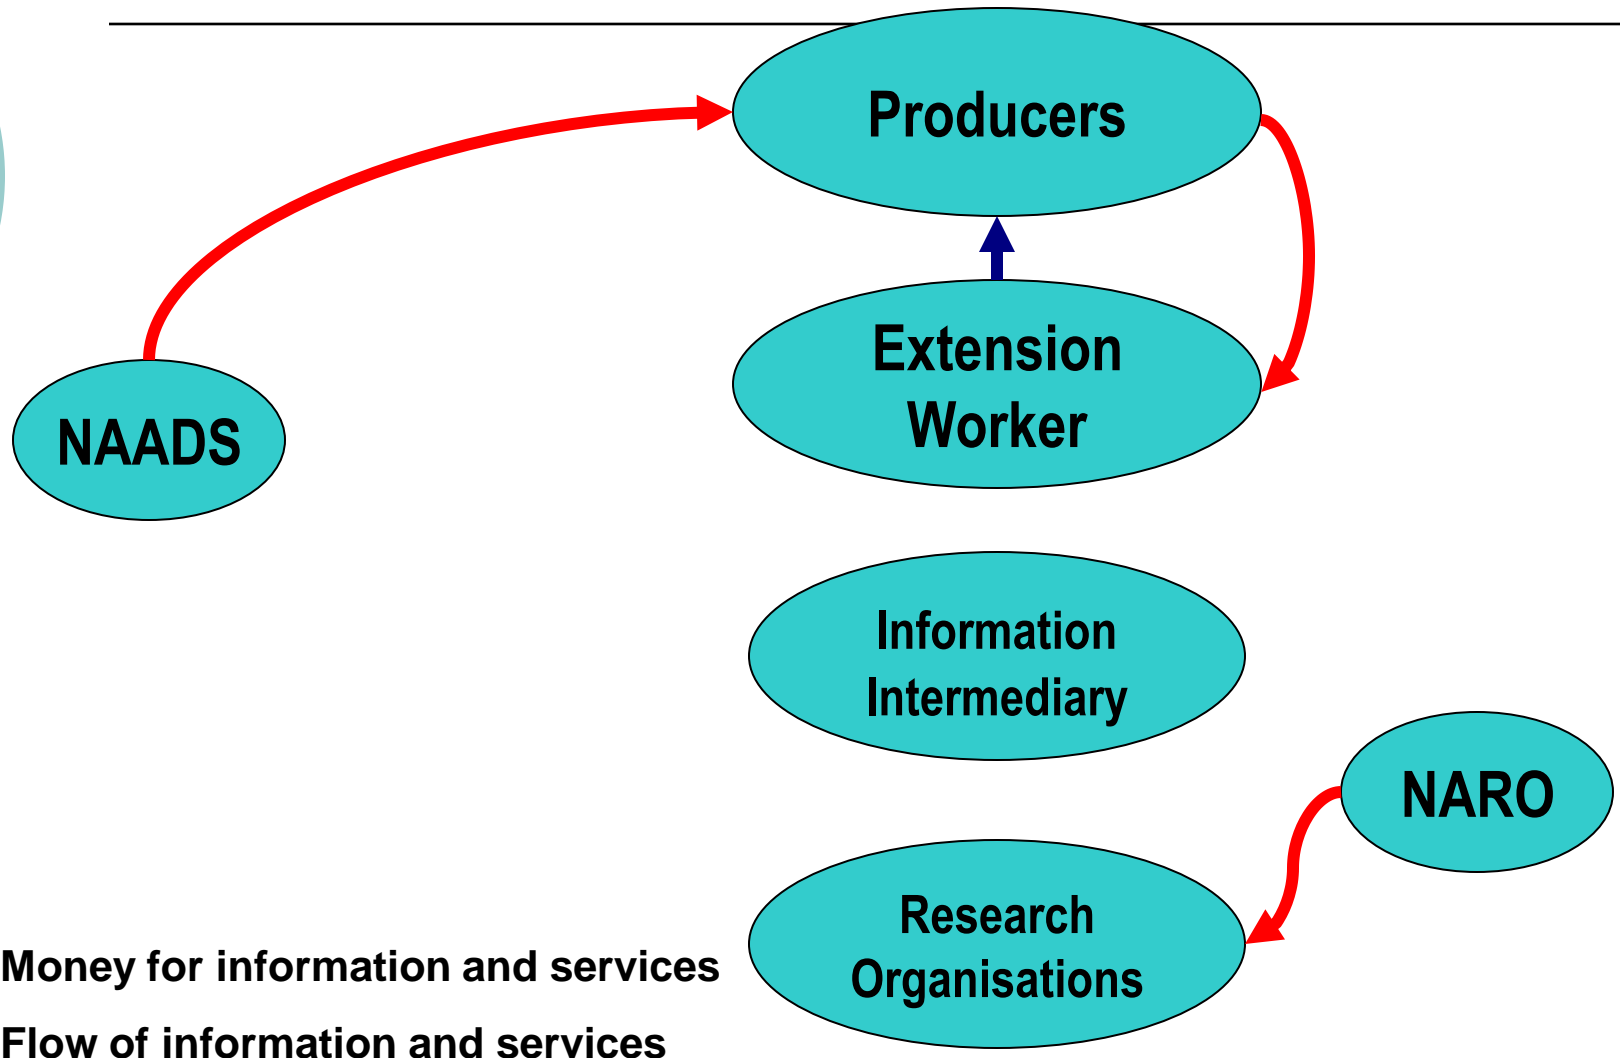 Producers
Extension
Worker
NAADS
Information
Intermediary
NARO
Research
Organisations
Money for information and services
Flow of information and services